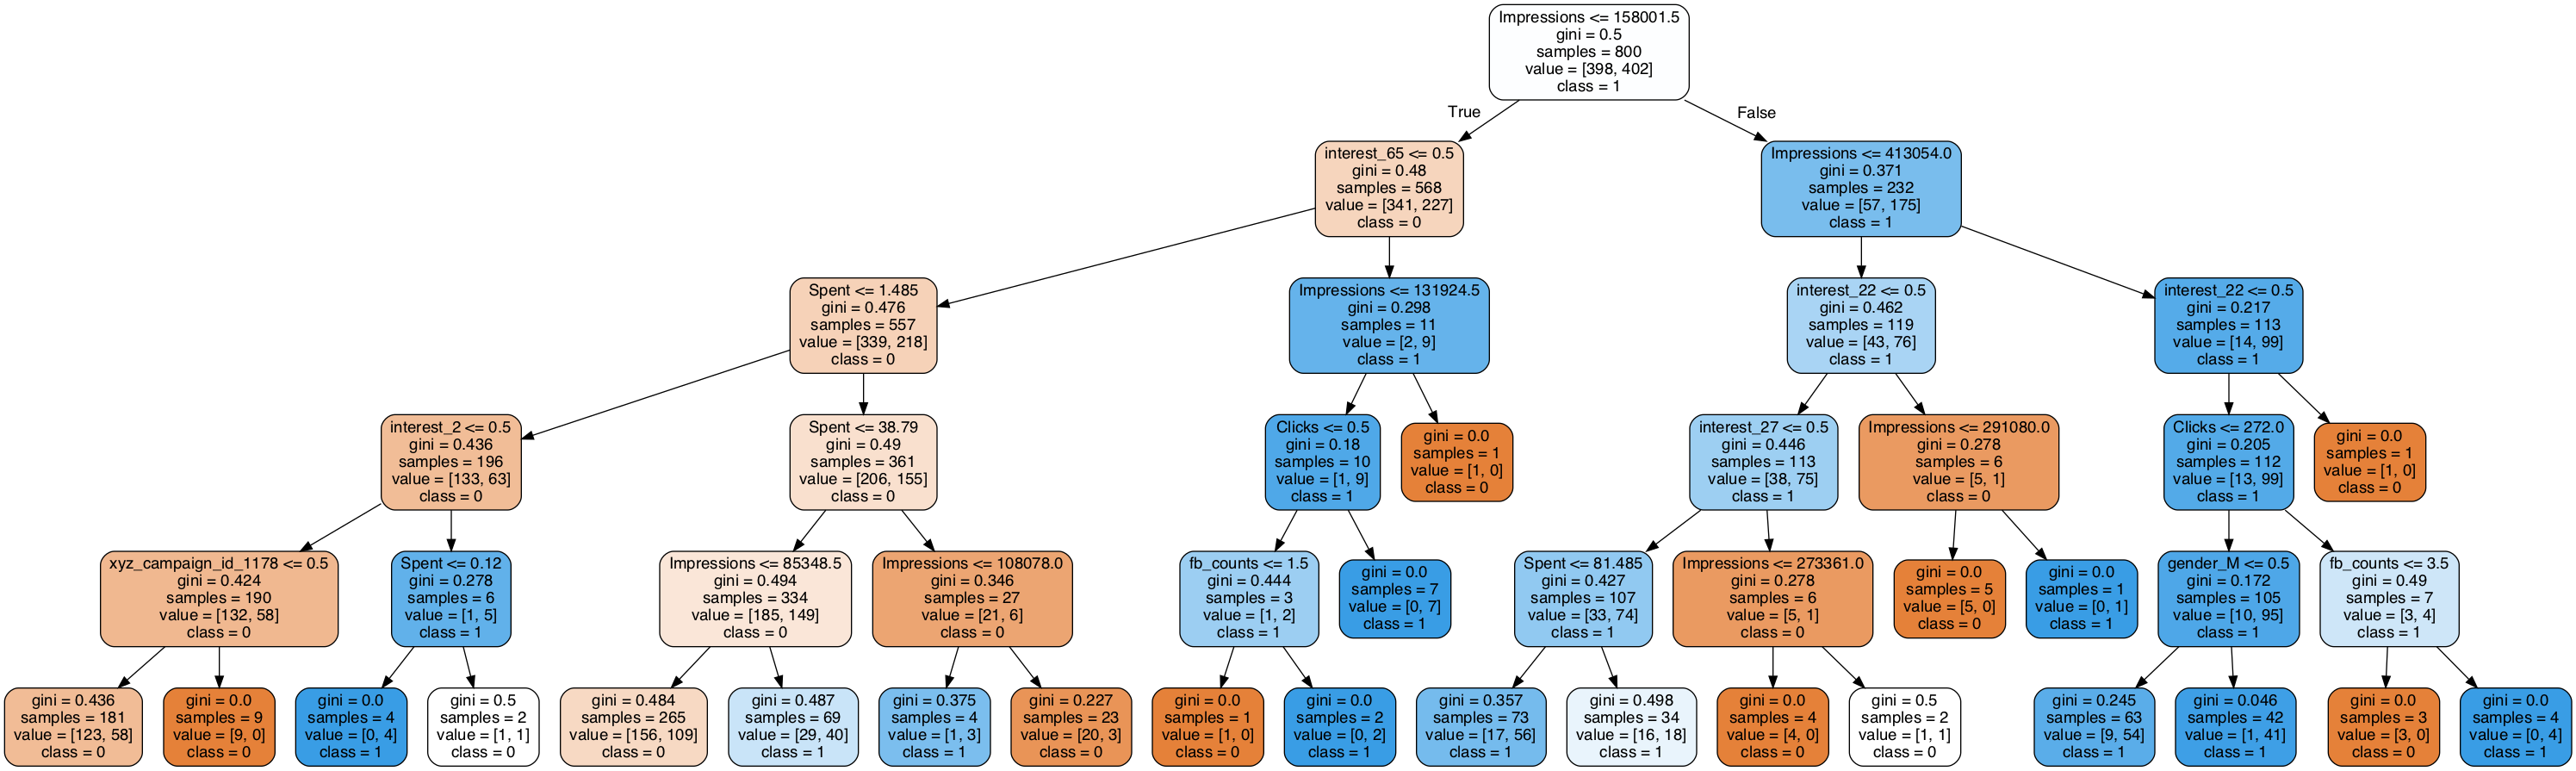 Impressions <= 158001.5
gini = 0.5
samples = 800
value = [398, 402]
class = 1
True
False
interest_65 <= 0.5
gini = 0.48
samples = 568
value = [341, 227]
class = 0
Impressions <= 413054.0
gini = 0.371
samples = 232
value = [57, 175]
class = 1
Spent <= 1.485
gini = 0.476
samples = 557
value = [339, 218]
class = 0
Impressions <= 131924.5
gini = 0.298
samples = 11
value = [2, 9]
class = 1
interest_22 <= 0.5
gini = 0.462
samples = 119
value = [43, 76]
class = 1
interest_22 <= 0.5
gini = 0.217
samples = 113
value = [14, 99]
class = 1
interest_2 <= 0.5
gini = 0.436
samples = 196
value = [133, 63]
class = 0
Spent <= 38.79
gini = 0.49
samples = 361
value = [206, 155]
class = 0
Clicks <= 0.5
gini = 0.18
samples = 10
value = [1, 9]
class = 1
gini = 0.0
samples = 1
value = [1, 0]
class = 0
interest_27 <= 0.5
gini = 0.446
samples = 113
value = [38, 75]
class = 1
Impressions <= 291080.0
gini = 0.278
samples = 6
value = [5, 1]
class = 0
Clicks <= 272.0
gini = 0.205
samples = 112
value = [13, 99]
class = 1
gini = 0.0
samples = 1
value = [1, 0]
class = 0
xyz_campaign_id_1178 <= 0.5
gini = 0.424
samples = 190
value = [132, 58]
class = 0
Spent <= 0.12
gini = 0.278
samples = 6
value = [1, 5]
class = 1
Impressions <= 85348.5
gini = 0.494
samples = 334
value = [185, 149]
class = 0
Impressions <= 108078.0
gini = 0.346
samples = 27
value = [21, 6]
class = 0
fb_counts <= 1.5
gini = 0.444
samples = 3
value = [1, 2]
class = 1
gini = 0.0
samples = 7
value = [0, 7]
class = 1
Spent <= 81.485
gini = 0.427
samples = 107
value = [33, 74]
class = 1
Impressions <= 273361.0
gini = 0.278
samples = 6
value = [5, 1]
class = 0
gini = 0.0
samples = 5
value = [5, 0]
class = 0
gini = 0.0
samples = 1
value = [0, 1]
class = 1
gender_M <= 0.5
gini = 0.172
samples = 105
value = [10, 95]
class = 1
fb_counts <= 3.5
gini = 0.49
samples = 7
value = [3, 4]
class = 1
gini = 0.436
samples = 181
value = [123, 58]
class = 0
gini = 0.0
samples = 9
value = [9, 0]
class = 0
gini = 0.0
samples = 4
value = [0, 4]
class = 1
gini = 0.5
samples = 2
value = [1, 1]
class = 0
gini = 0.484
samples = 265
value = [156, 109]
class = 0
gini = 0.487
samples = 69
value = [29, 40]
class = 1
gini = 0.375
samples = 4
value = [1, 3]
class = 1
gini = 0.227
samples = 23
value = [20, 3]
class = 0
gini = 0.0
samples = 1
value = [1, 0]
class = 0
gini = 0.0
samples = 2
value = [0, 2]
class = 1
gini = 0.357
samples = 73
value = [17, 56]
class = 1
gini = 0.498
samples = 34
value = [16, 18]
class = 1
gini = 0.0
samples = 4
value = [4, 0]
class = 0
gini = 0.5
samples = 2
value = [1, 1]
class = 0
gini = 0.245
samples = 63
value = [9, 54]
class = 1
gini = 0.046
samples = 42
value = [1, 41]
class = 1
gini = 0.0
samples = 3
value = [3, 0]
class = 0
gini = 0.0
samples = 4
value = [0, 4]
class = 1